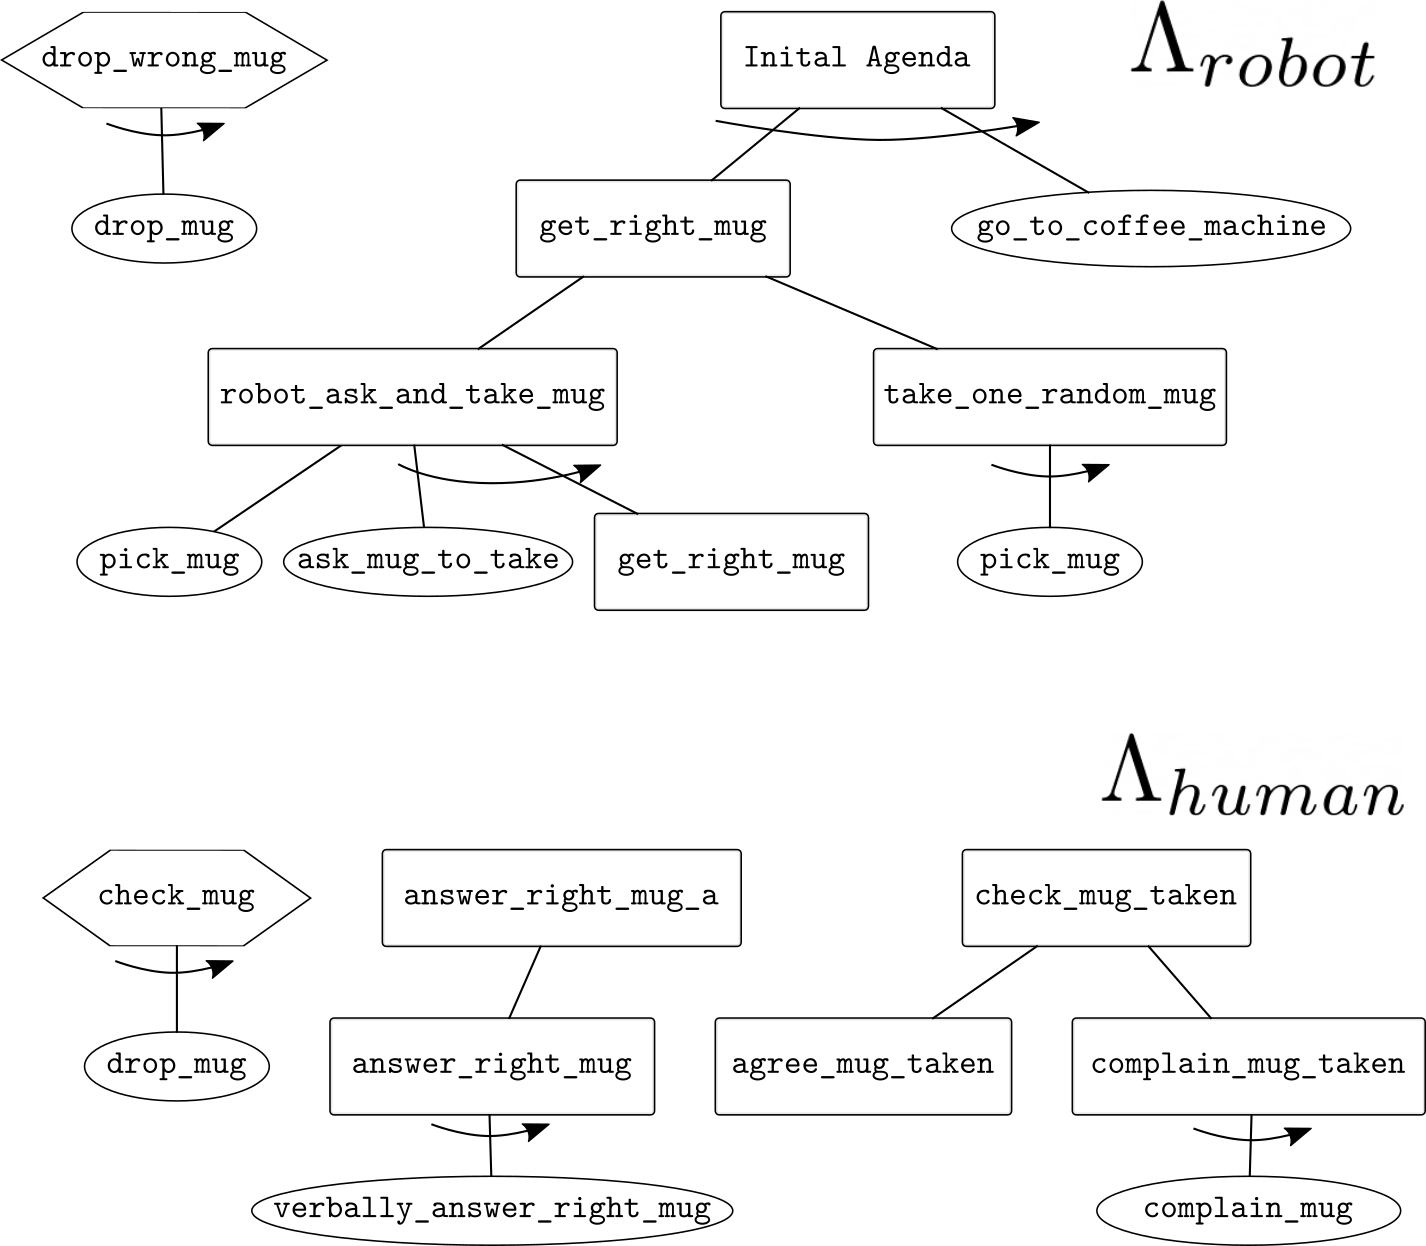 drop_wrong_mug
Inital Agenda
Λrobot
drop_mug
get_right_mug
go_to_coffee_machine
robot_ask_and_take_mug
take_one_random_mug
pick_mug
ask_mug_to_take
get_right_mug
pick_mug
Λhuman
check_mug
answer_right_mug_a
check_mug_taken
drop_mug
answer_right_mug
agree_mug_taken
complain_mug_taken
verbally_answer_right_mug
complain_mug